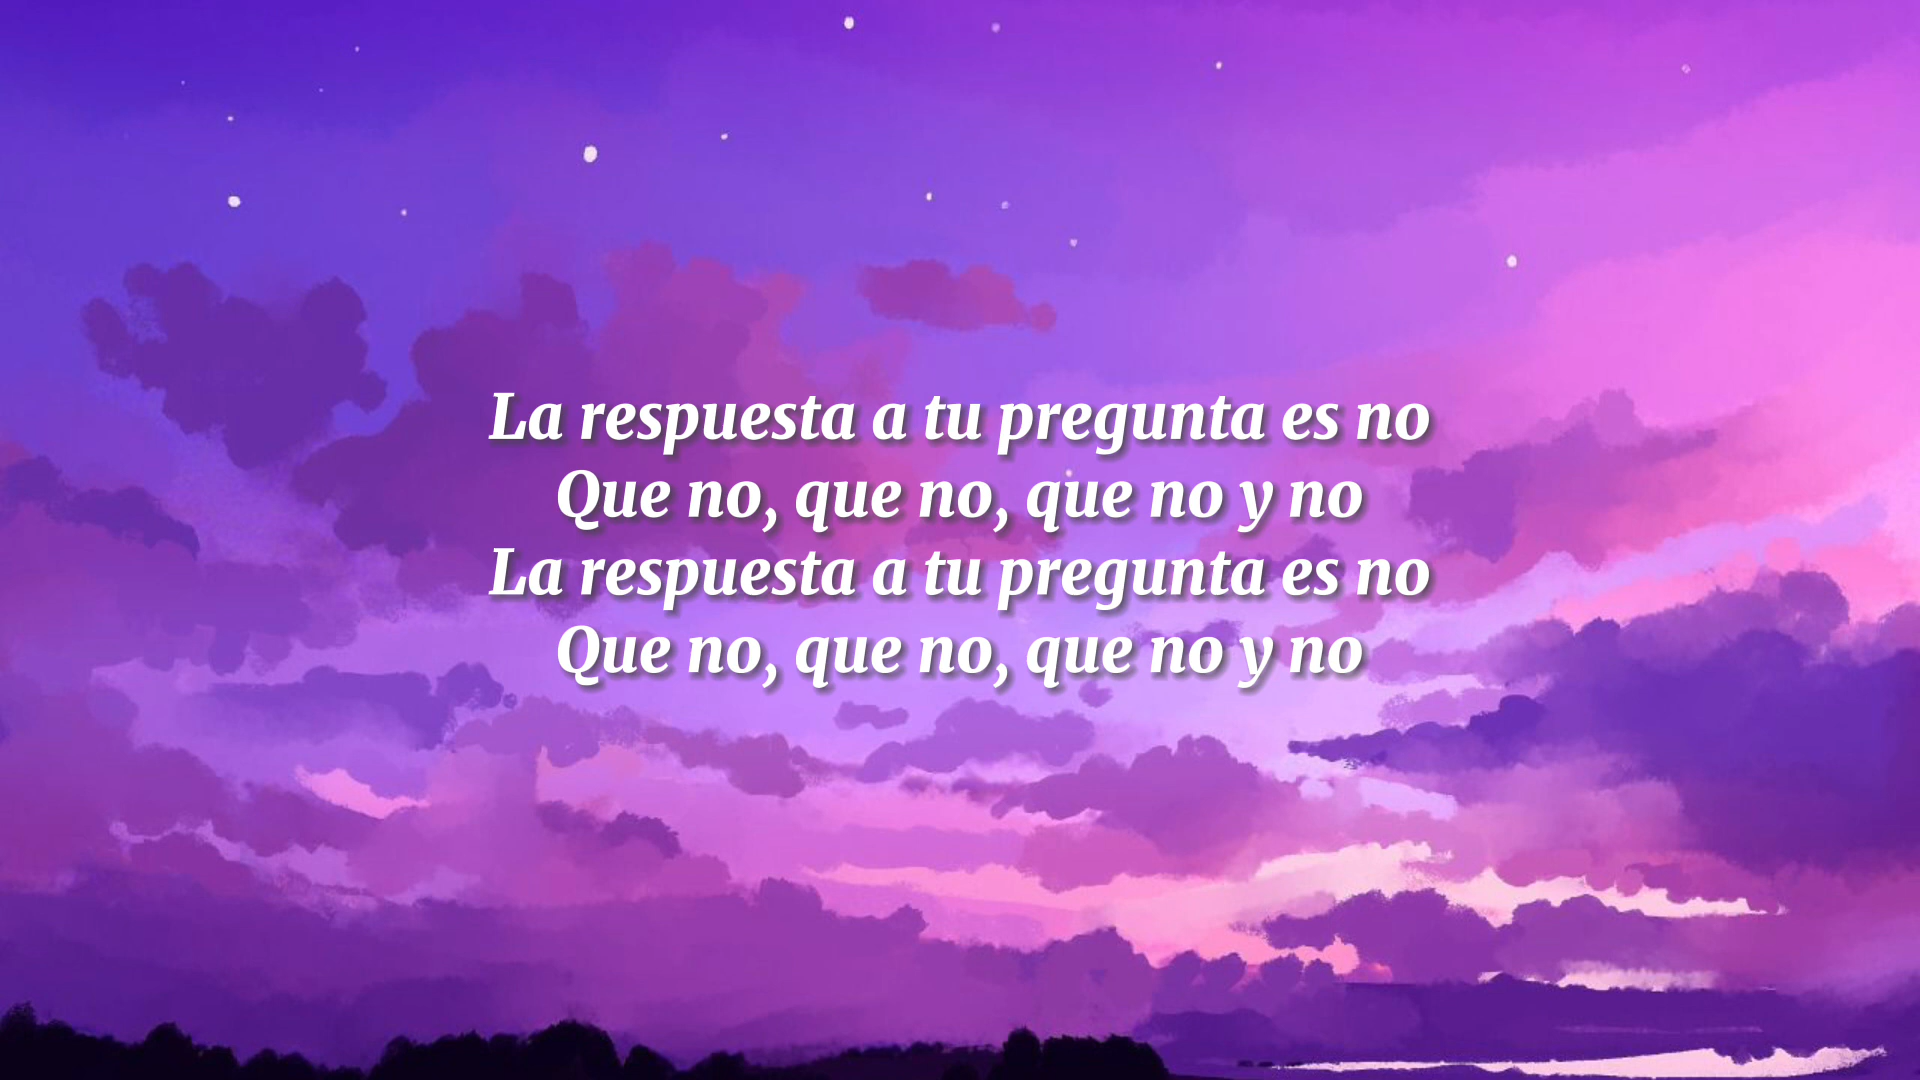 La respuesta a tu pregunta es no
Que no, que no, que no y no
La respuesta a tu pregunta es no
Que no, que no, que no y no